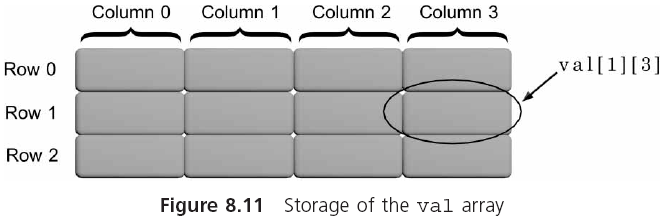 Column 0 Column 1 Column 2 Column 3
Row 0
val[1][3]
Row 1
Row 2
Figure 8.11 Storage of the val array